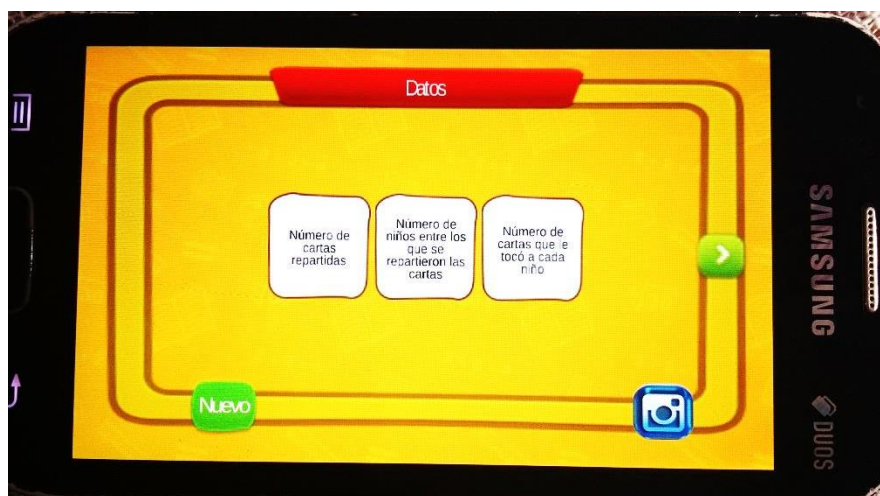 Datos
Número de
cartas
repartidas
Número de
niños entre los
que se
repartieron las
cartas
Número de
cartas que le
tocó a cada
niño
Nuevo
SAMSUNG
DUOS